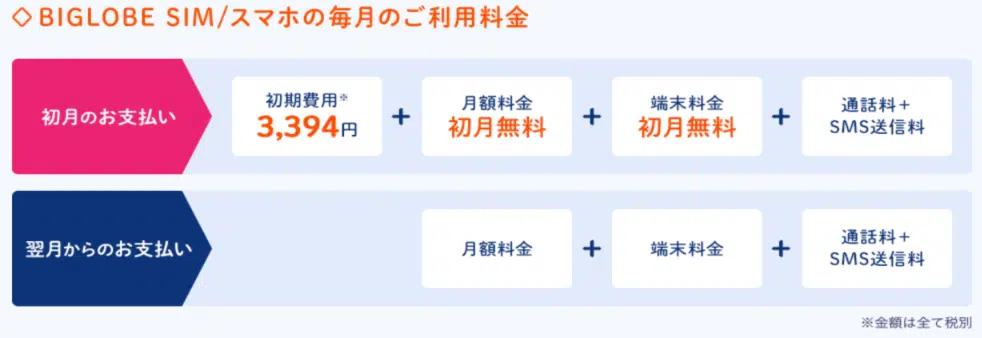 ◇BIGLOBE SIM/スマホの毎月のご利用料金
初月のお支払い
初期費用※
3,394円
+
月額料金
初月無料
+
端末料金
初月無料
+
通話料+
SMS送信料
翌月からのお支払い
月額料金
+
端末料金
+
通話料+
SMS送信料
※金額は全て税別